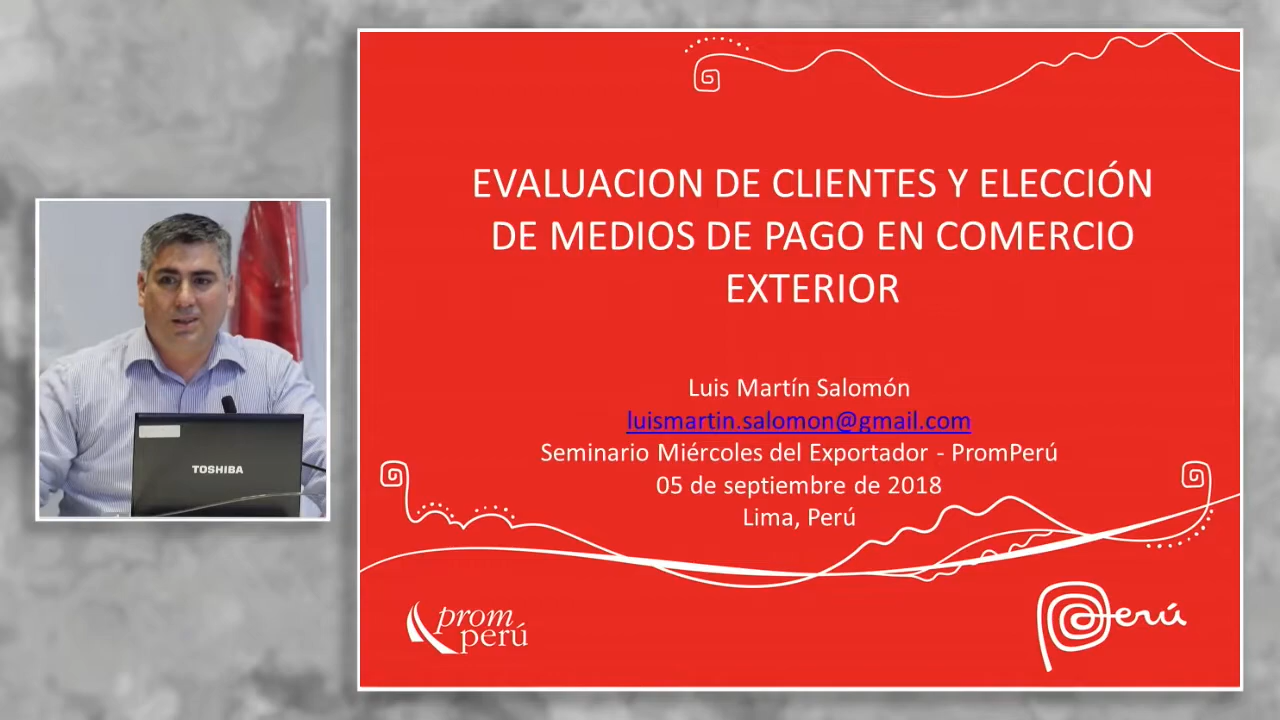 EVALUACION DE CLIENTES Y ELECCIÓN
DE MEDIOS DE PAGO EN COMERCIO
EXTERIOR
Luis Martín Salomón
luismartin.salomon@gmail.com
Seminario Miércoles del Exportador - PromPerú
05 de septiembre de 2018
Lima, Perú
TOSHIBA
prom
perú
Perú